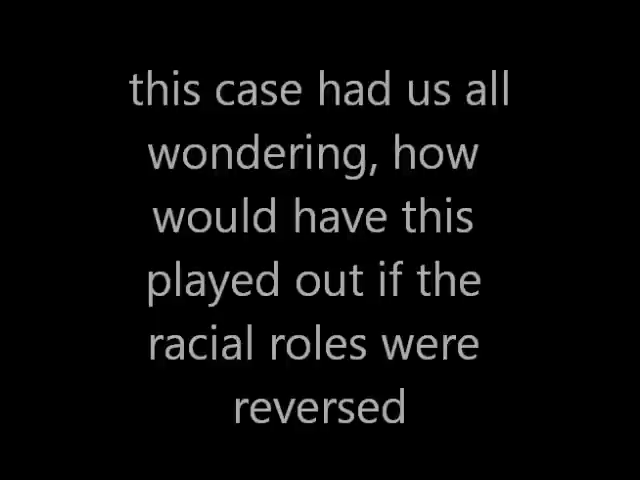 this case had us all
wondering, how
would have this
played out if the
racial roles were
reversed